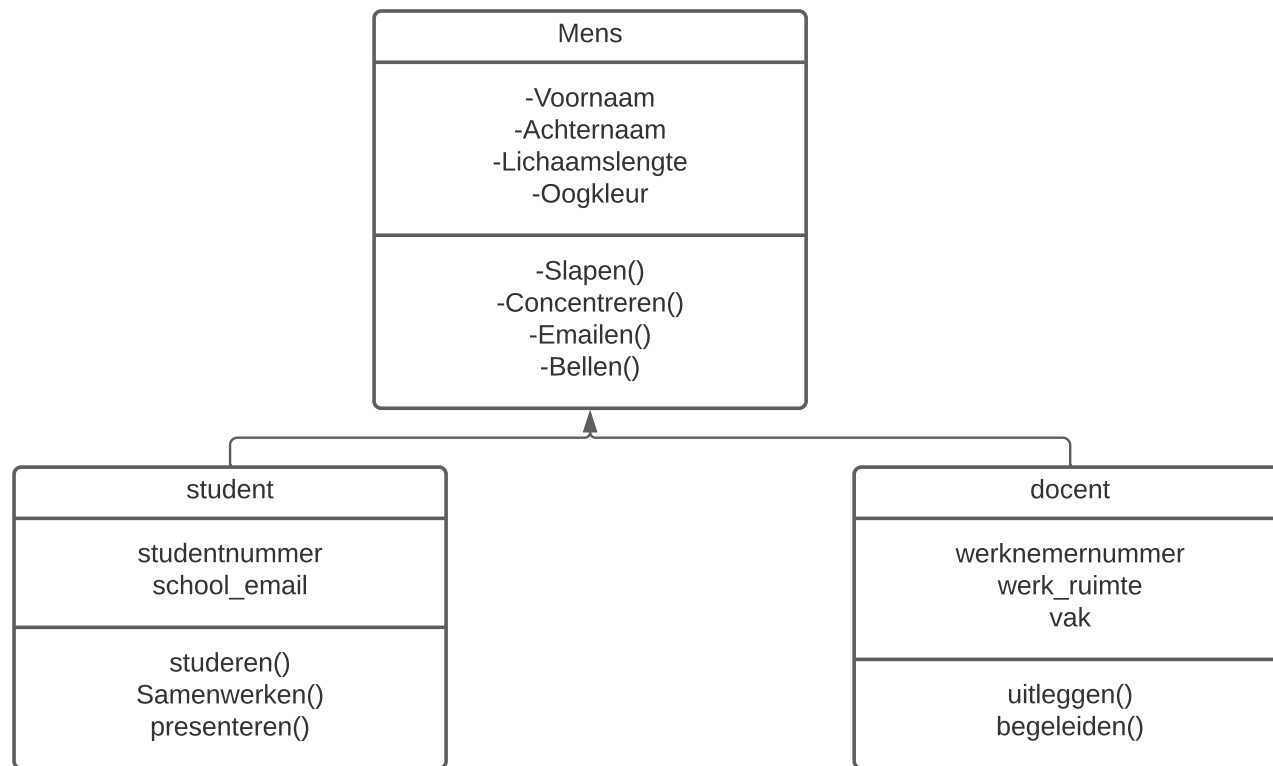 Mens
-Voornaam
-Achternaam
-Lichaamslengte
-Oogkleur
-Slapen()
-Concentreren()
-Emailen()
-Bellen()
student
studentnummer
school_email
studeren()
Samenwerken()
presenteren()
docent
werknemernummer
werk_ruimte
vak
uitleggen()
begeleiden()